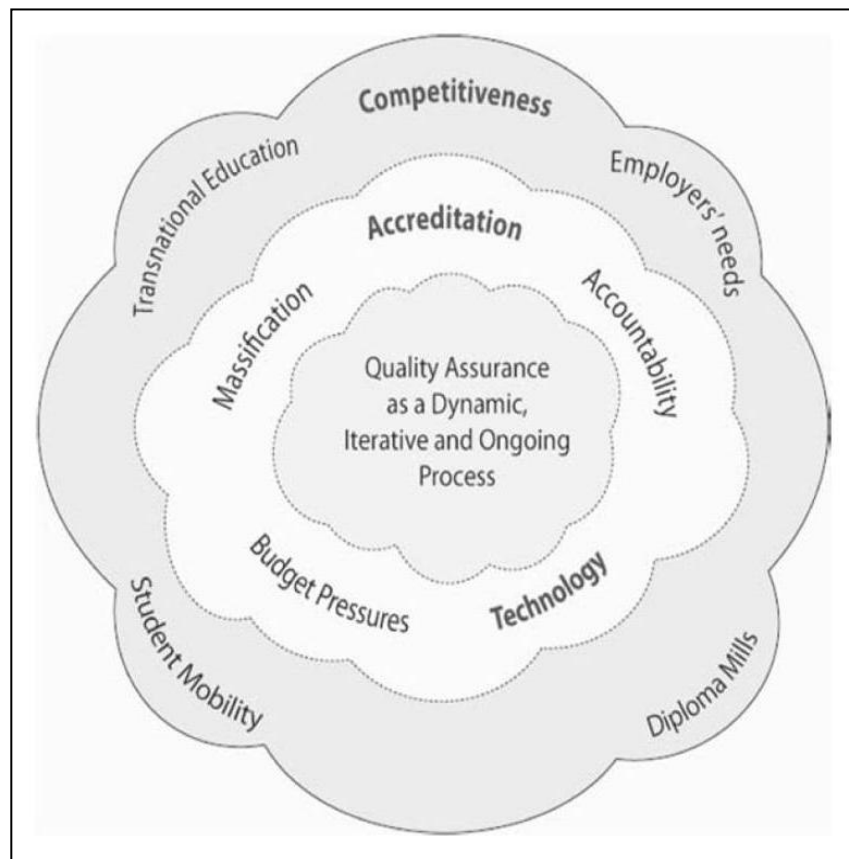 Competitiveness
Transnational Education
Employers' needs
Accreditation
Massification
Accountability
Quality Assurance
as a Dynamic,
Iterative and Ongoing
Process
Budget Pressures
Technology
Student Mobility
Diploma Mills